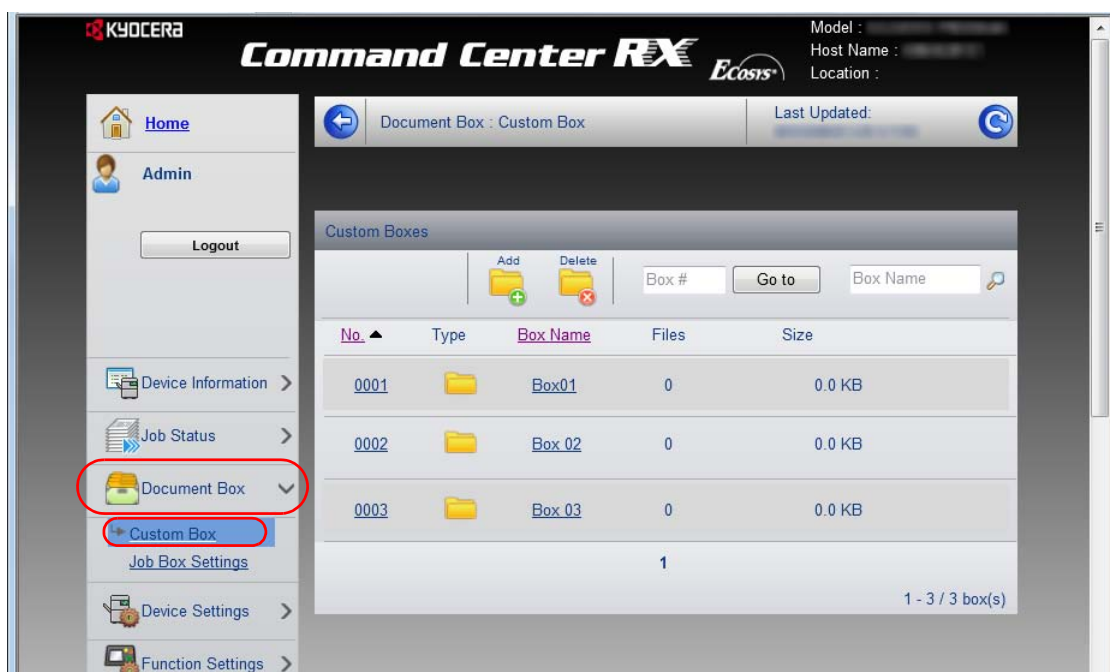 KYOCERA
Command Center RX
Ecosys
Model :
Host Name :
Location :
Home
Admin
Logout
Device Information
Job Status
Document Box
Custom Box
Job Box Settings
Device Settings
Function Settings
Document Box : Custom Box
Last Updated:
Custom Boxes
Add Delete
Box # Go to Box Name
No. Type Box Name Files Size
0001 Box01 0 0.0 KB
0002 Box 02 0 0.0 KB
0003 Box 03 0 0.0 KB
1
1 - 3 / 3 box(s)